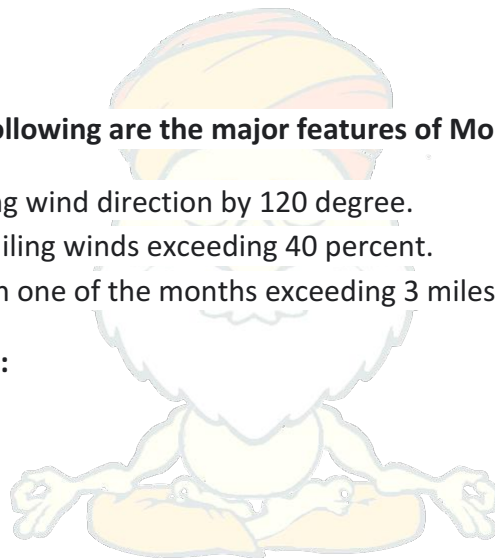 ollowing are the major features of Mo
ng wind direction by 120 degree.
iling winds exceeding 40 percent.
n one of the months exceeding 3 miles
: